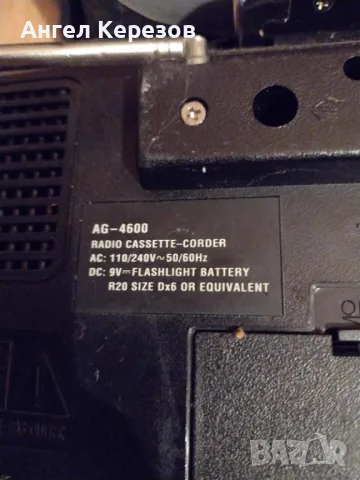 Ангел Керезов
AG-4600
RADIO CASSETTE-CORDER
AC: 110/240V~50/60Hz
DC: 9V⎓FLASHLIGHT BATTERY
R20 SIZE Dx6 OR EQUIVALENT
BAZAR